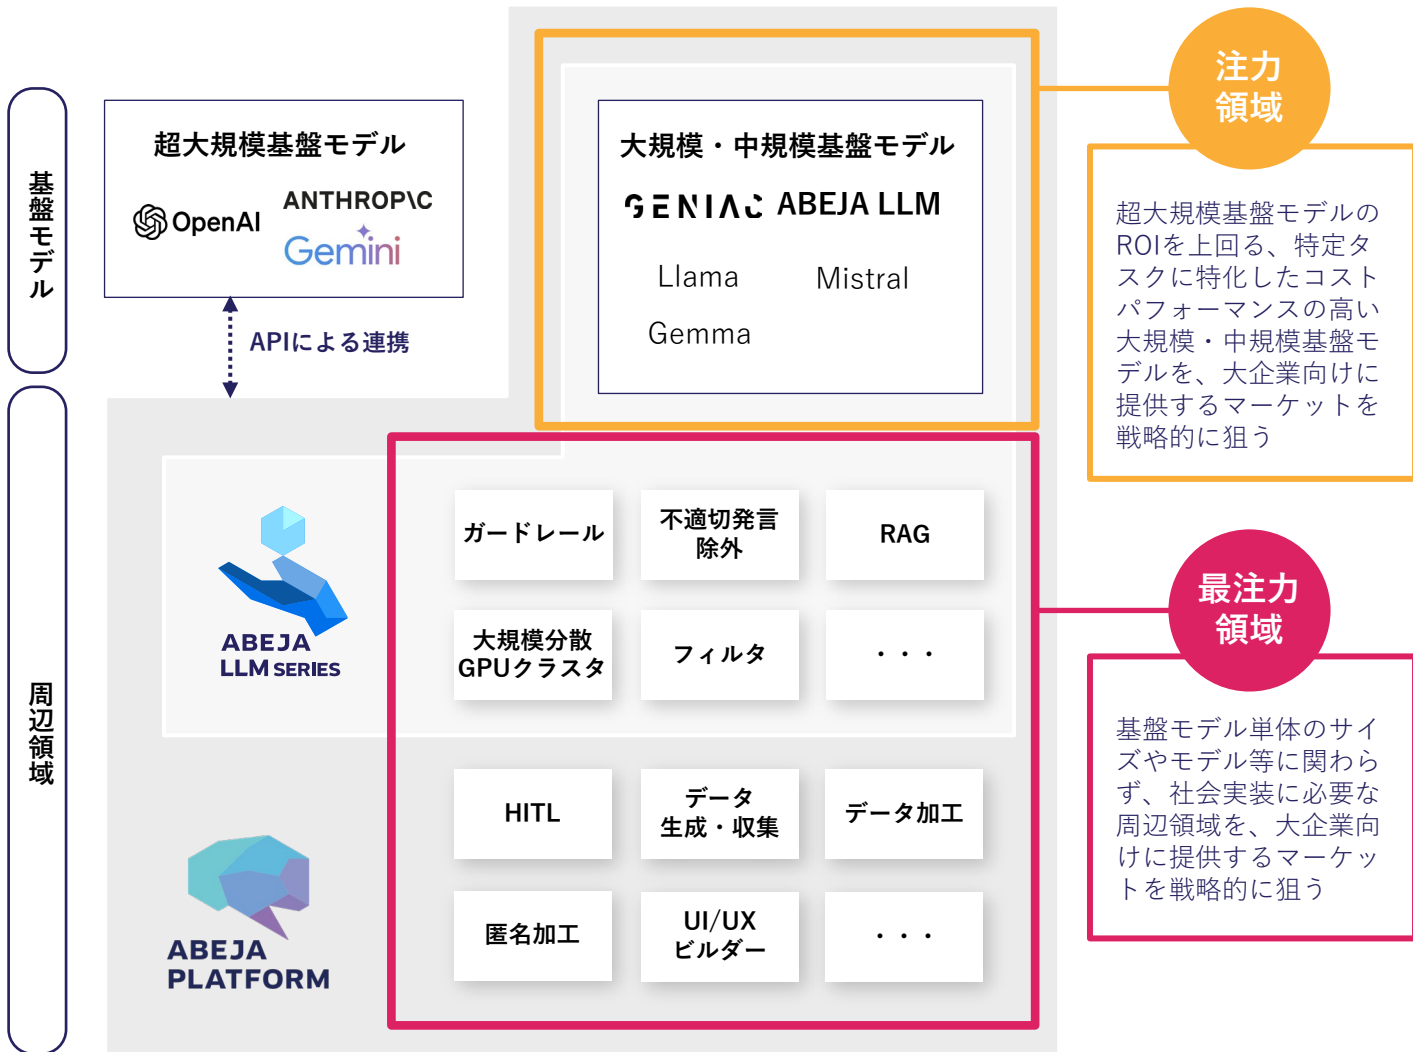 基盤モデル
超大規模基盤モデル
OpenAI
ANTHROP\C
Gemini
APIによる連携
大規模・中規模基盤モデル
GENIAC
ABEJA LLM
Llama
Mistral
Gemma
注力
領域
超大規模基盤モデルの
ROIを上回る、特定タ
スクに特化したコスト
パフォーマンスの高い
大規模・中規模基盤モ
デルを、大企業向けに
提供するマーケットを
戦略的に狙う
周辺領域
ABEJA
LLM SERIES
ガードレール
不適切発言
除外
RAG
大規模分散
GPUクラスタ
フィルタ
・・・
ABEJA
PLATFORM
HITL
データ
生成・収集
データ加工
匿名加工
UI/UX
ビルダー
・・・
最注力
領域
基盤モデル単体のサイ
ズやモデル等に関わら
ず、社会実装に必要な
周辺領域を、大企業向
けに提供するマーケッ
トを戦略的に狙う